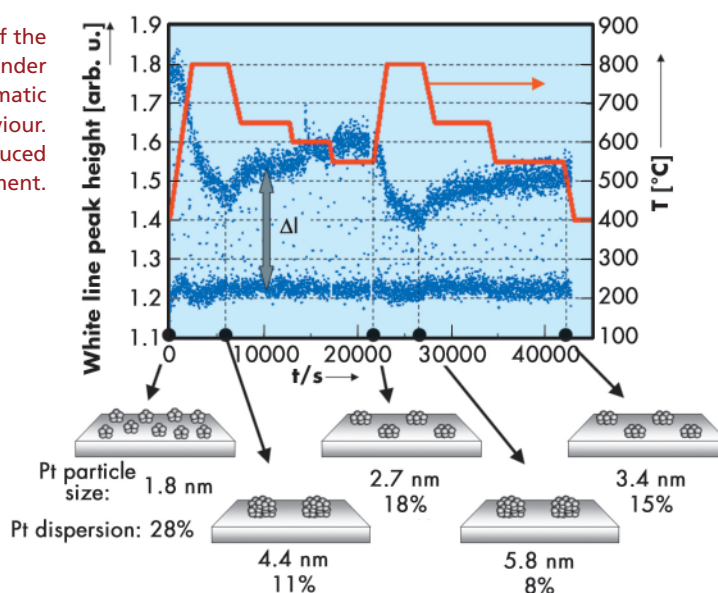 of the
nder
matic
viour.
uced
ment.
White line peak height [arb. u.]
1.9
1.8
1.7
1.6
1.5
1.4
1.3
1.2
1.1
ΔI
900
800
700
600
500
400
300
200
100
T [°C]
0 10000 20000 30000 40000
t/s
Pt particle
size: 1.8 nm
2.7 nm
18%
3.4 nm
15%
Pt dispersion: 28%
4.4 nm
11%
5.8 nm
8%